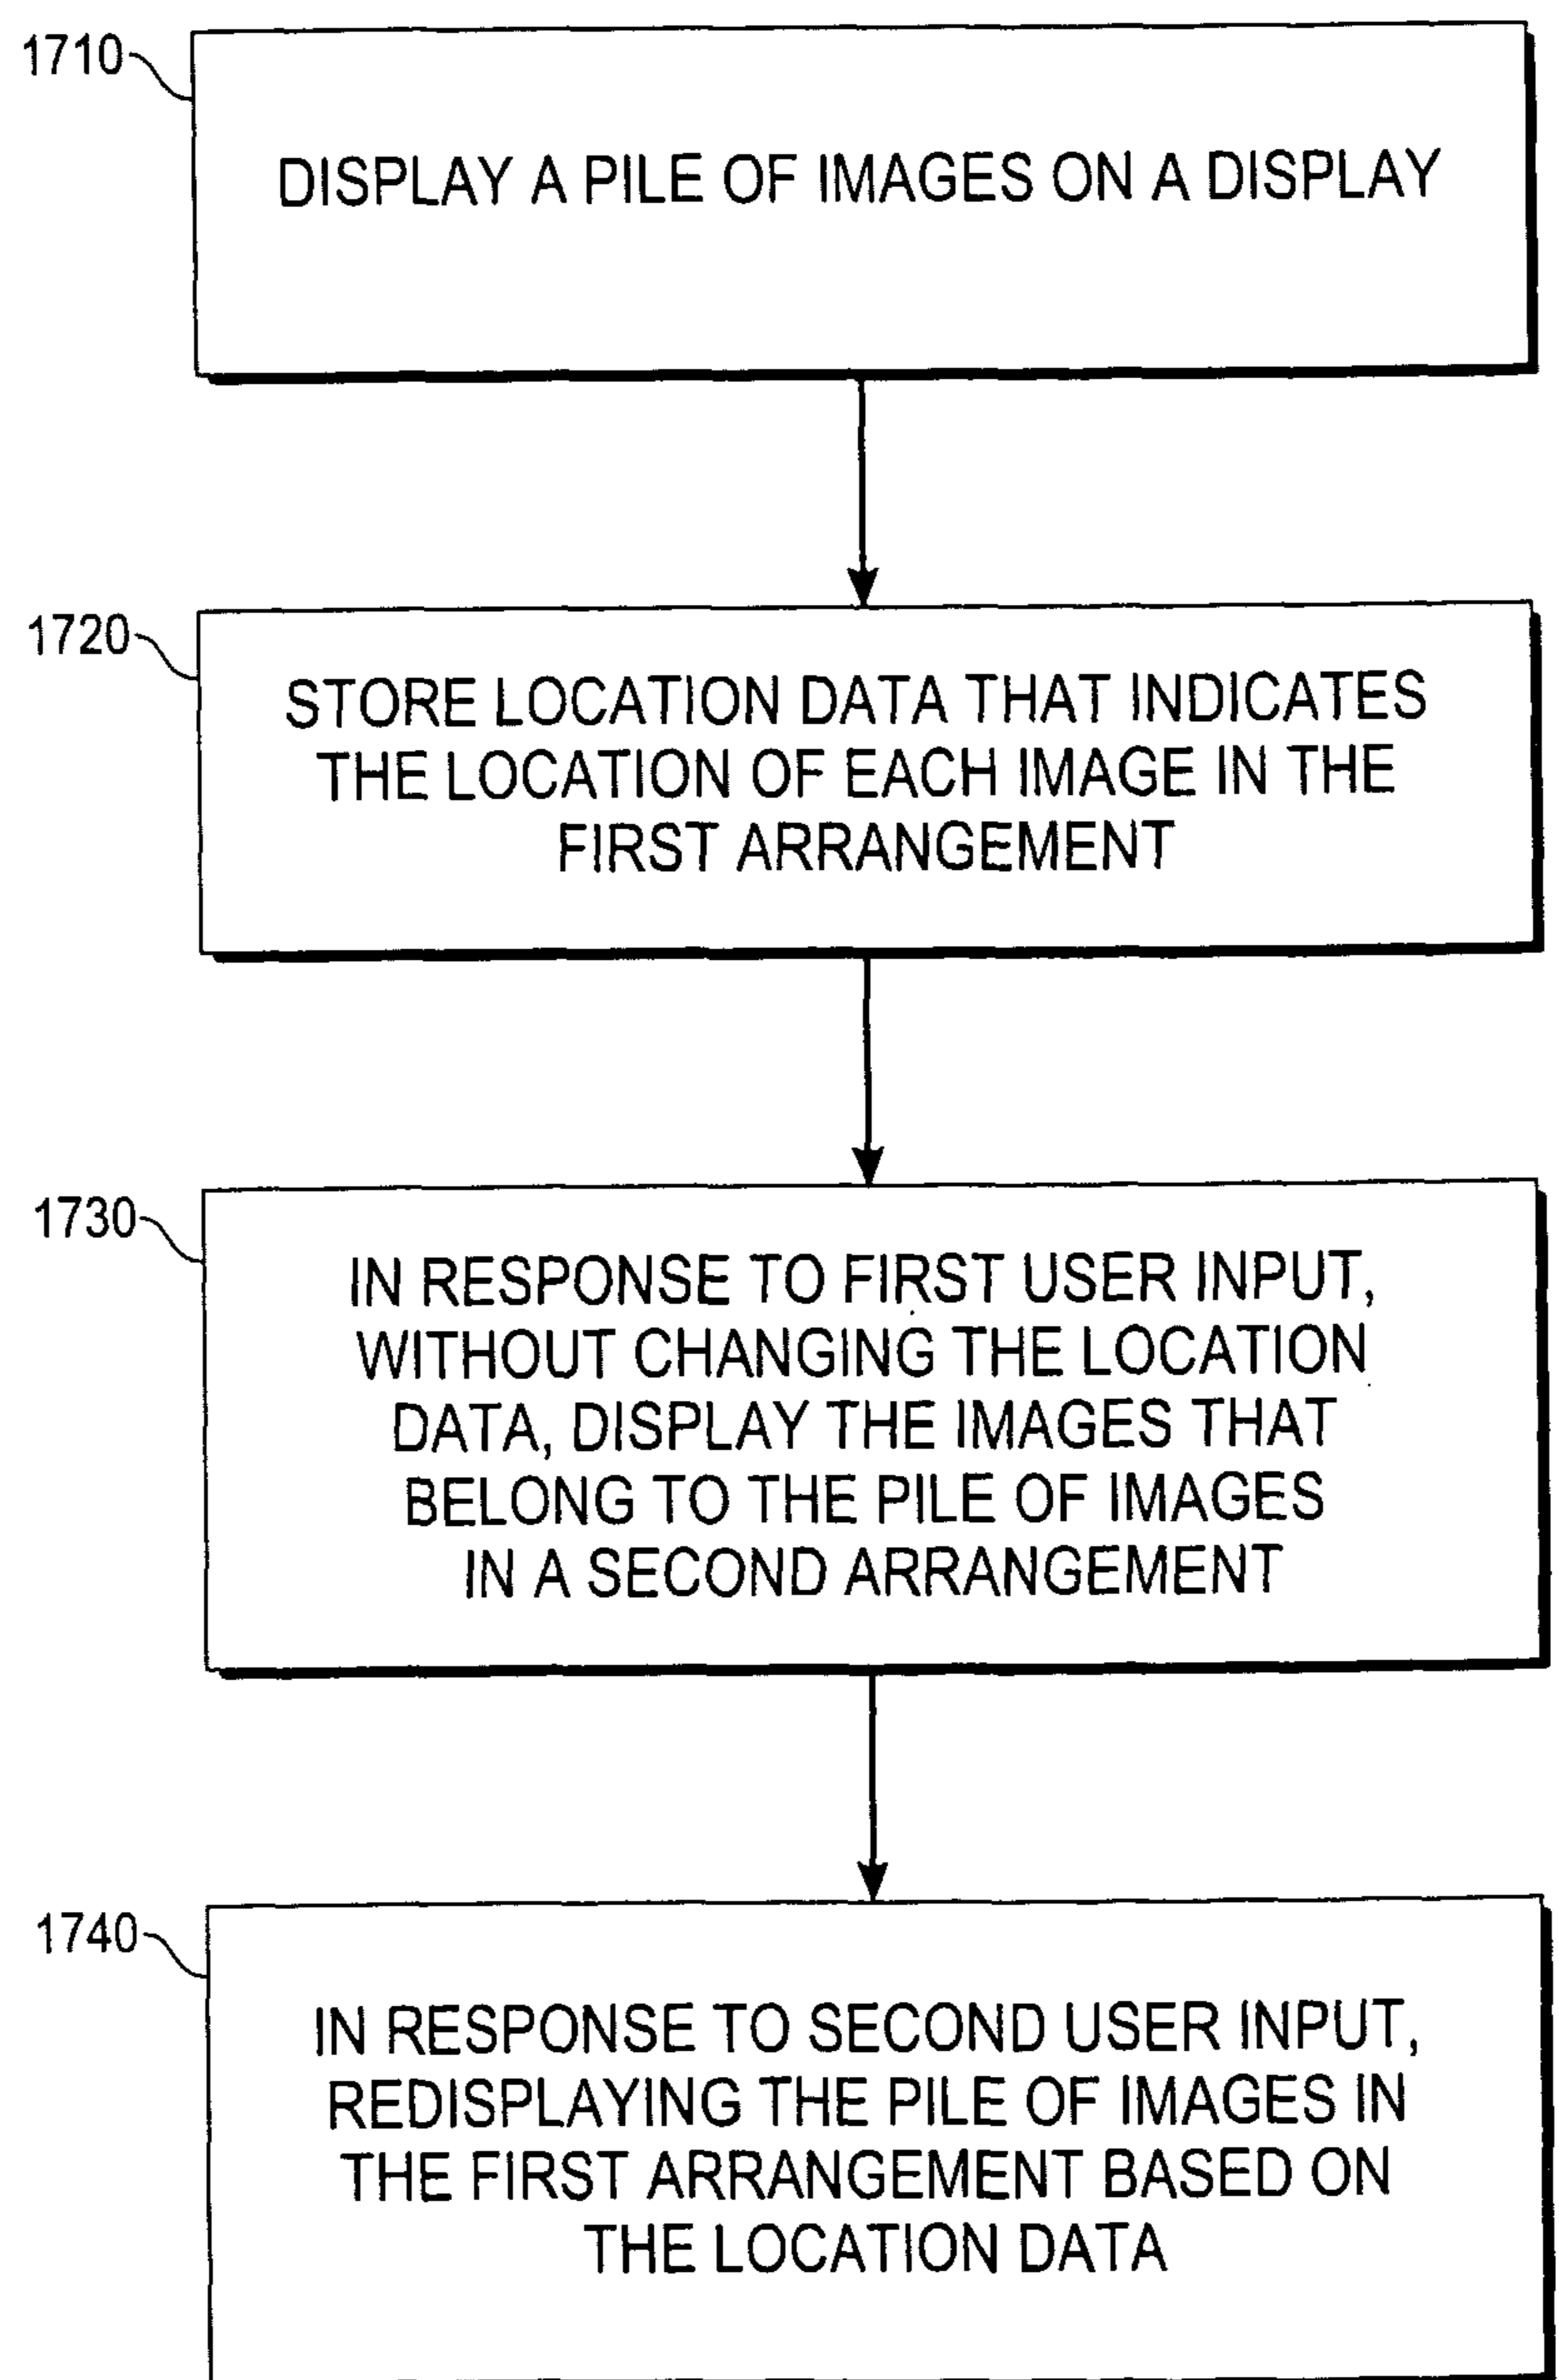 1710
DISPLAY A PILE OF IMAGES ON A DISPLAY
1720
STORE LOCATION DATA THAT INDICATES
THE LOCATION OF EACH IMAGE IN THE
FIRST ARRANGEMENT
1730
IN RESPONSE TO FIRST USER INPUT,
WITHOUT CHANGING THE LOCATION
DATA, DISPLAY THE IMAGES THAT
BELONG TO THE PILE OF IMAGES
IN A SECOND ARRANGEMENT
1740
IN RESPONSE TO SECOND USER INPUT,
REDISPLAYING THE PILE OF IMAGES IN
THE FIRST ARRANGEMENT BASED ON
THE LOCATION DATA